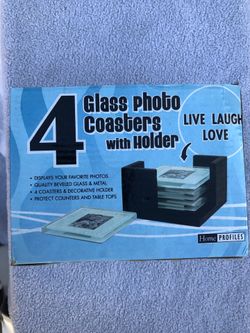 4
Glass photo
Coasters
with Holder
LIVE LAUGH
LOVE
• DISPLAYS YOUR FAVORITE PHOTOS
• QUALITY BEVELED GLASS & METAL
• 4 COASTERS & DECORATIVE HOLDER
• PROTECT COUNTERS AND TABLE TOPS
Home PROFILES